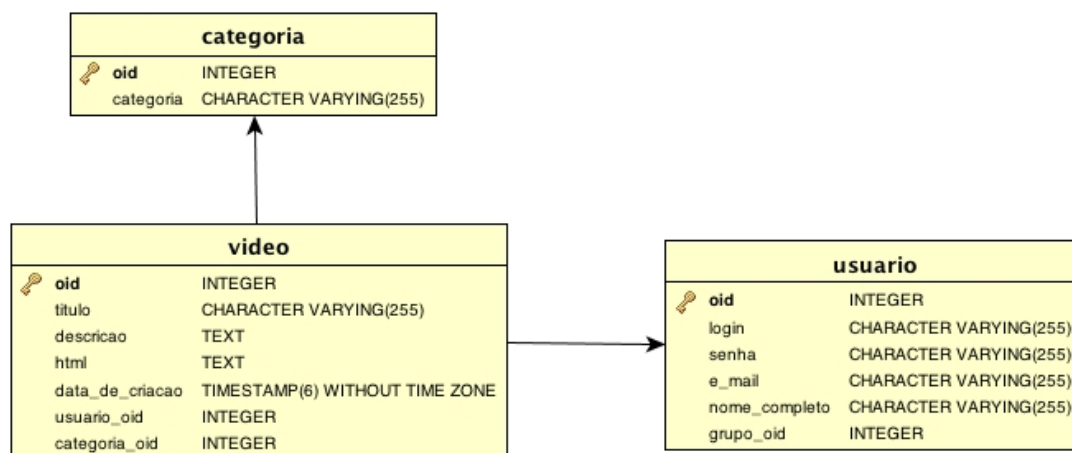 categoria
oid INTEGER
categoria CHARACTER VARYING(255)
video
oid INTEGER
titulo CHARACTER VARYING(255)
descricao TEXT
html TEXT
data_de_criacao TIMESTAMP(6) WITHOUT TIME ZONE
usuario_oid INTEGER
categoria_oid INTEGER
usuario
oid INTEGER
login CHARACTER VARYING(255)
senha CHARACTER VARYING(255)
e_mail CHARACTER VARYING(255)
nome_completo CHARACTER VARYING(255)
grupo_oid INTEGER